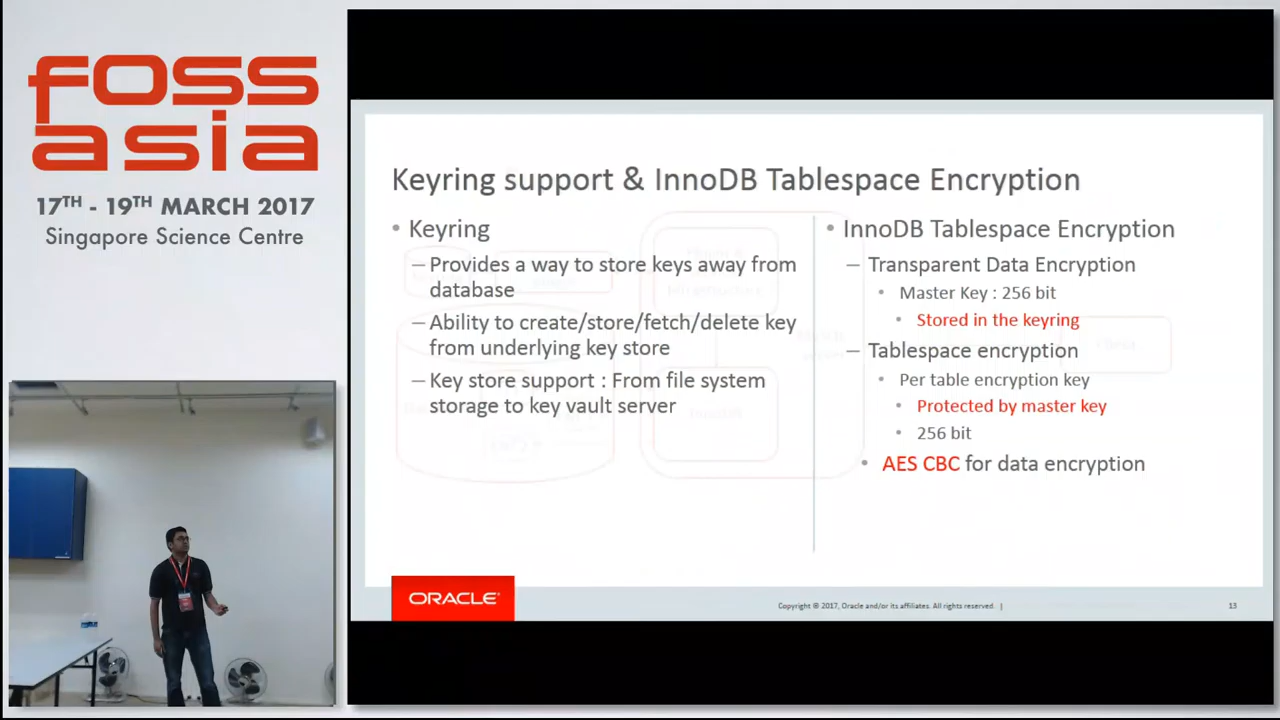 foss
asia
17TH - 19TH MARCH 2017
Singapore Science Centre
Keyring support & InnoDB Tablespace Encryption
• Keyring
– Provides a way to store keys away from
database
– Ability to create/store/fetch/delete key
from underlying key store
– Key store support : From file system
storage to key vault server
• InnoDB Tablespace Encryption
– Transparent Data Encryption
• Master Key : 256 bit
• Stored in the keyring
– Tablespace encryption
• Per table encryption key
• Protected by master key
• 256 bit
• AES CBC for data encryption
ORACLE
Copyright © 2017, Oracle and/or its affiliates. All rights reserved. |
13